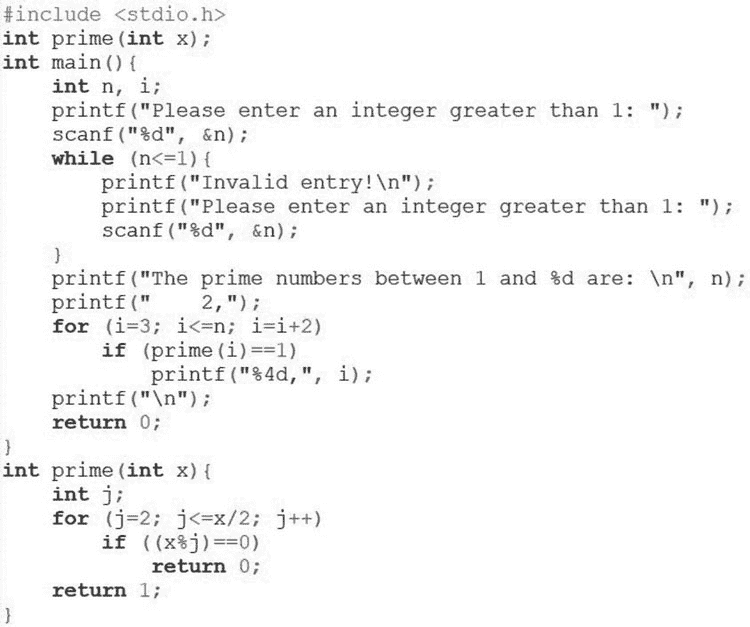 #include <stdio.h>
int prime(int x);
int main(){
    int n, i;
    printf("Please enter an integer greater than 1: ");
    scanf("%d", &n);
    while (n<=1){
        printf("Invalid entry!\n");
        printf("Please enter an integer greater than 1: ");
        scanf("%d", &n);
    }
    printf("The prime numbers between 1 and %d are: \n", n);
    printf("    2,");
    for (i=3; i<=n; i=i+2)
        if (prime(i)==1)
            printf("%4d,", i);
    printf("\n");
    return 0;
}
int prime(int x){
    int j;
    for (j=2; j<=x/2; j++)
        if ((x%j)==0)
            return 0;
    return 1;
}